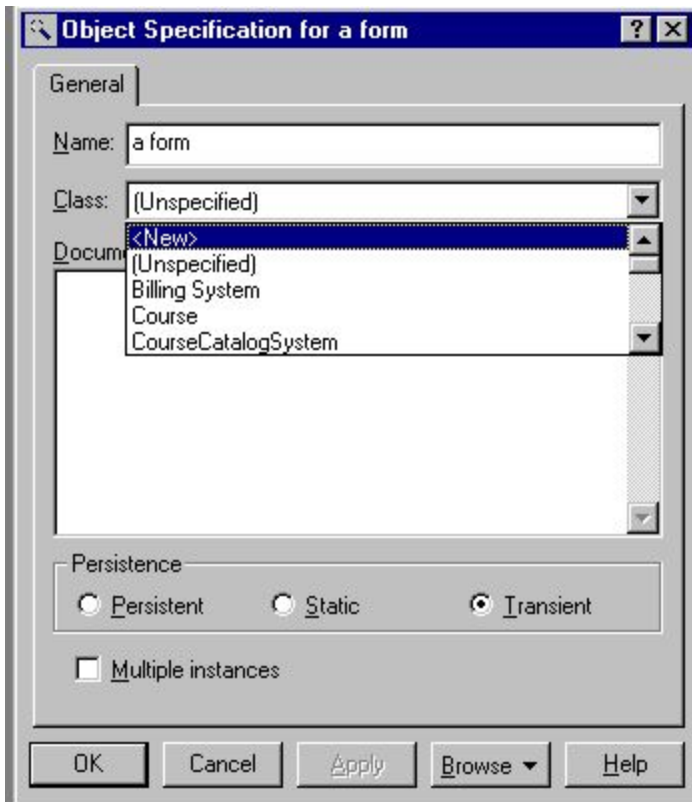 Object Specification for a form
General
Name: a form
Class: (Unspecified)
<New>
Docum
(Unspecified)
Billing System
Course
CourseCatalogSystem
Persistence
Persistent Static Transient
Multiple instances
OK Cancel Apply Browse Help